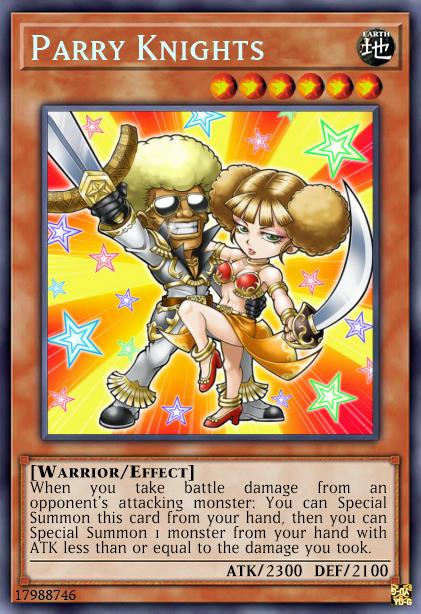 Parry Knights
EARTH
地
[Warrior/Effect]
When you take battle damage from an
opponent's attacking monster: You can Special
Summon this card from your hand, then you can
Special Summon 1 monster from your hand with
ATK less than or equal to the damage you took.
ATK/2300 DEF/2100
17988746